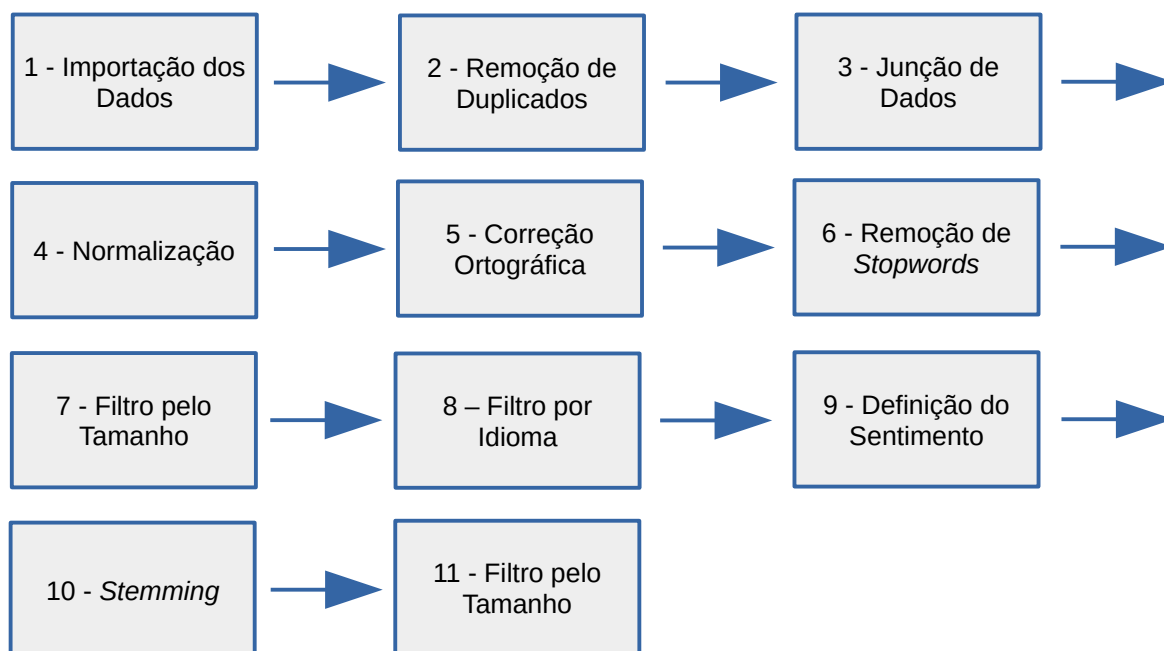 1 - Importação dos
Dados
2 - Remoção de
Duplicados
3 - Junção de
Dados
4 - Normalização
5 - Correção
Ortográfica
6 - Remoção de
Stopwords
7 - Filtro pelo
Tamanho
8 – Filtro por
Idioma
9 - Definição do
Sentimento
10 - Stemming
11 - Filtro pelo
Tamanho